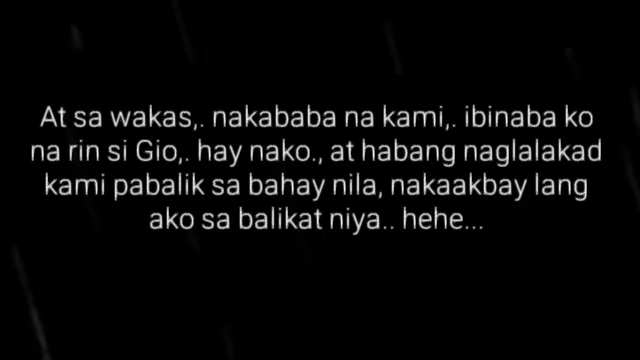 At sa wakas,. nakababa na kami,. ibinaba ko
na rin si Gio,. hay nako., at habang naglalakad
kami pabalik sa bahay nila, nakaakbay lang
ako sa balikat niya.. hehe...